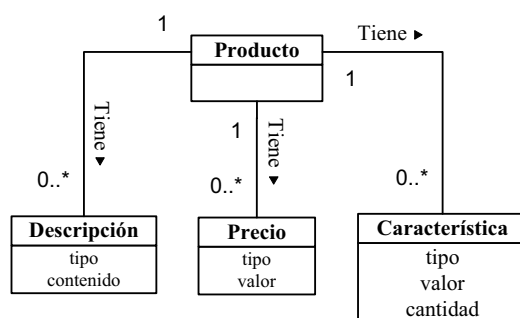 1
Producto
Tiene ▶
1
Tiene ▶
1
Tiene ▶
0..*
0..*
0..*
Descripción
tipo
contenido
Precio
tipo
valor
Característica
tipo
valor
cantidad